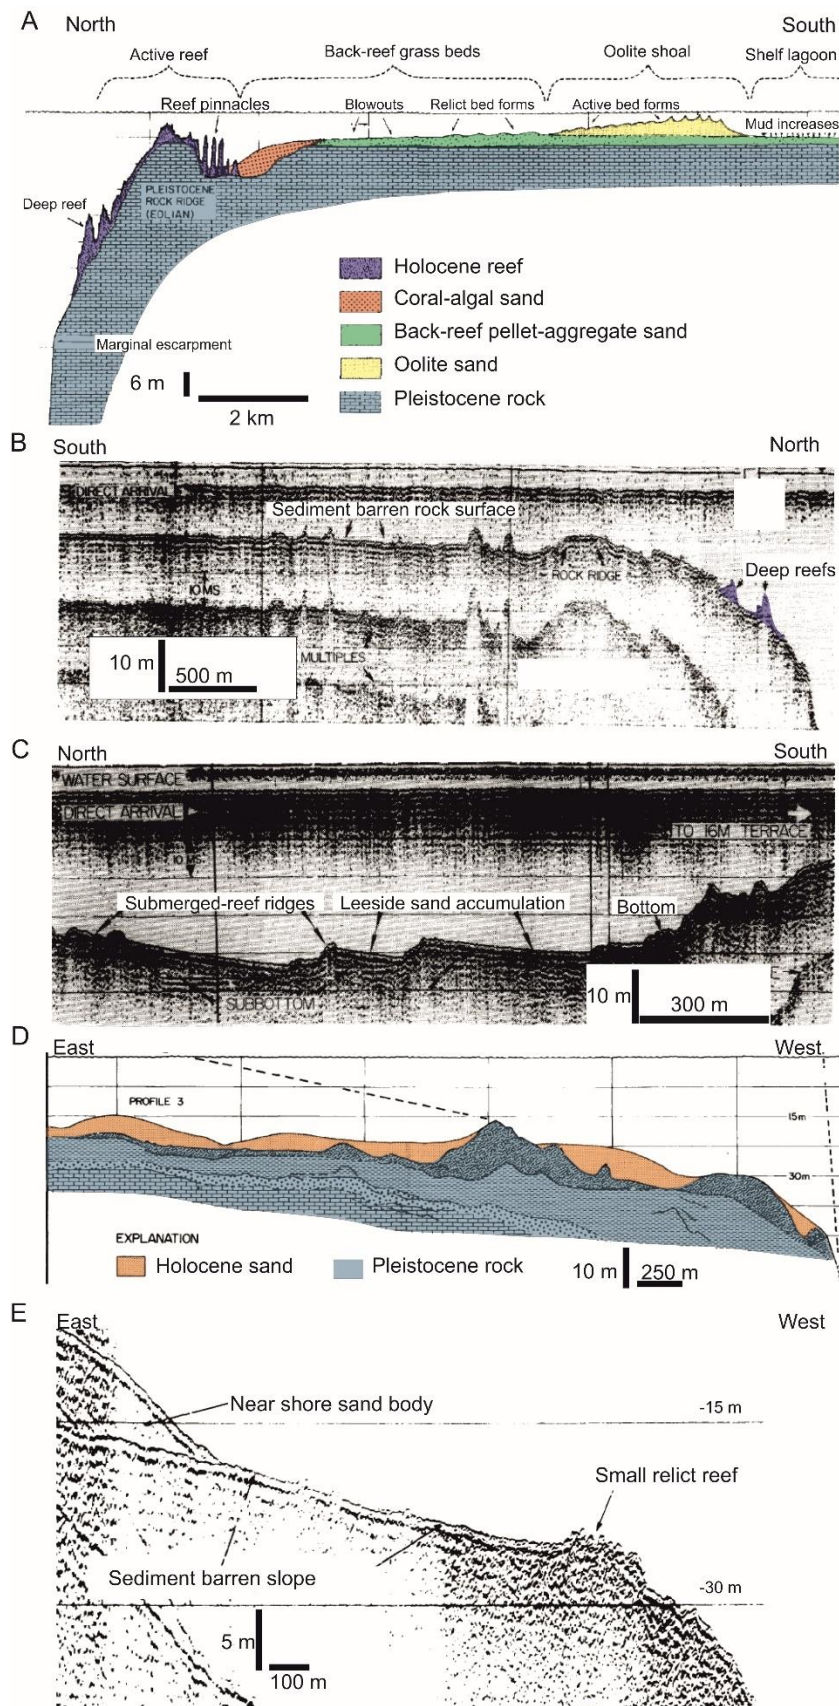 A
North
South
Active reef
Back-reef grass beds
Oolite shoal
Shelf lagoon
Reef pinnacles
Blowouts
Relict bed forms
Active bed forms
Mud increases
PLEISTOCENE
ROCK RIDGE
(EOLIAN)
Deep reef
Holocene reef
Coral-algal sand
Back-reef pellet-aggregate sand
Marginal escarpment
Oolite sand
6 m
Pleistocene rock
2 km
B
South
North
DIRECT ARRIVAL
Sediment barren rock surface
Deep reefs
ROCK RIDGE
10 MS
10 m
500 m
MULTIPLES
C
North
South
WATER SURFACE
DIRECT ARRIVAL
TO 16M TERRACE
10 MS
Submerged-reef ridges
Leeside sand accumulation
Bottom
SUBBOTTOM
10 m
300 m
E
D
East
West
PROFILE 3
15m
30m
EXPLANATION
Holocene sand
Pleistocene rock
10 m
250 m
E
East
West
Near shore sand body
-15 m
Small relict reef
Sediment barren slope
-30 m
5 m
100 m